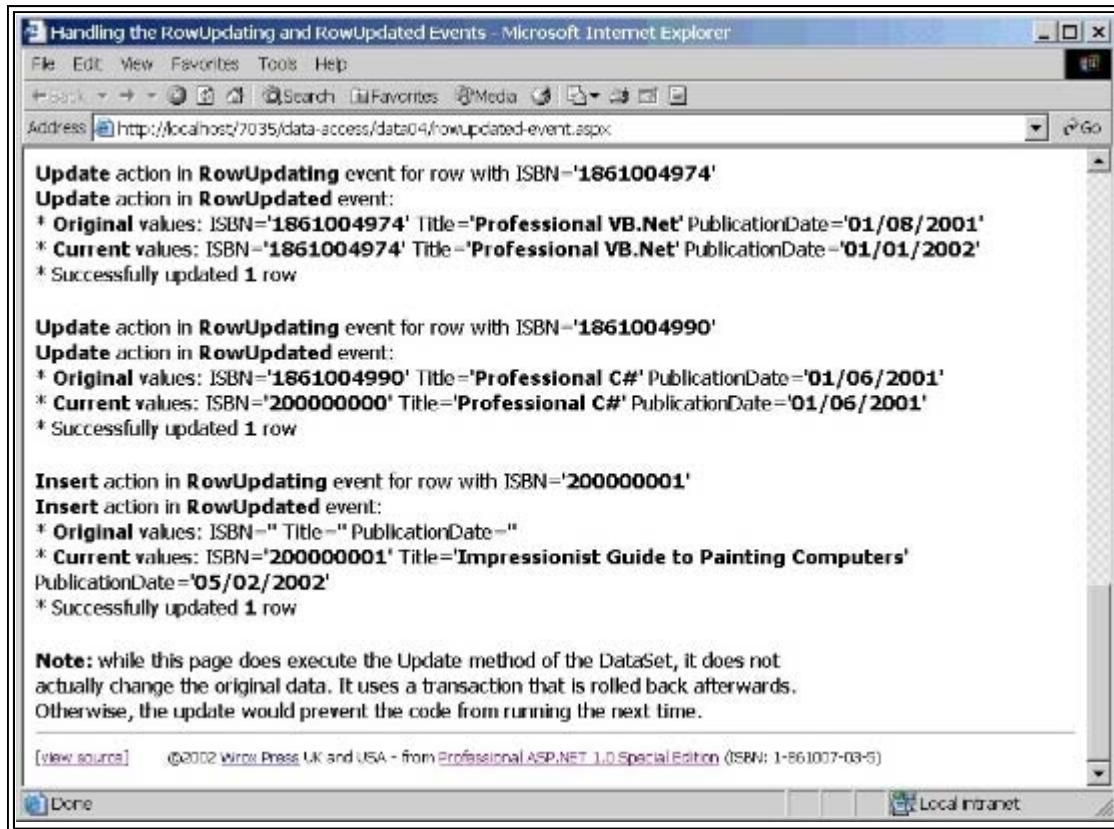 Handling the RowUpdating and RowUpdated Events - Microsoft Internet Explorer
File Edit View Favorites Tools Help
Back Search Favorites Media
Address http://localhost/7035/data-access/data04/rowupdated-event.aspx Go
Update action in RowUpdating event for row with ISBN='1861004974'
Update action in RowUpdated event:
* Original values: ISBN='1861004974' Title='Professional VB.Net' PublicationDate='01/08/2001'
* Current values: ISBN='1861004974' Title='Professional VB.Net' PublicationDate='01/01/2002'
* Successfully updated 1 row
Update action in RowUpdating event for row with ISBN='1861004990'
Update action in RowUpdated event:
* Original values: ISBN='1861004990' Title='Professional C#' PublicationDate='01/06/2001'
* Current values: ISBN='200000000' Title='Professional C#' PublicationDate='01/06/2001'
* Successfully updated 1 row
Insert action in RowUpdating event for row with ISBN='200000001'
Insert action in RowUpdated event:
* Original values: ISBN='' Title='' PublicationDate=''
* Current values: ISBN='200000001' Title='Impressionist Guide to Painting Computers'
PublicationDate='05/02/2002'
* Successfully updated 1 row
Note: while this page does execute the Update method of the DataSet, it does not
actually change the original data. It uses a transaction that is rolled back afterwards.
Otherwise, the update would prevent the code from running the next time.
[view source] ©2002 Wrox Press UK and USA - from Professional ASP.NET 1.0 Special Edition (ISBN: 1-861007-03-5)
Done Local intranet